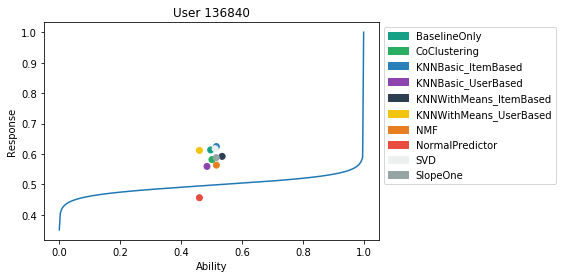 User 136840
Response
1.0
0.9
0.8
0.7
0.6
0.5
0.4
0.0 0.2 0.4 0.6 0.8 1.0
Ability
BaselineOnly
CoClustering
KNNBasic_ItemBased
KNNBasic_UserBased
KNNWithMeans_ItemBased
KNNWithMeans_UserBased
NMF
NormalPredictor
SVD
SlopeOne